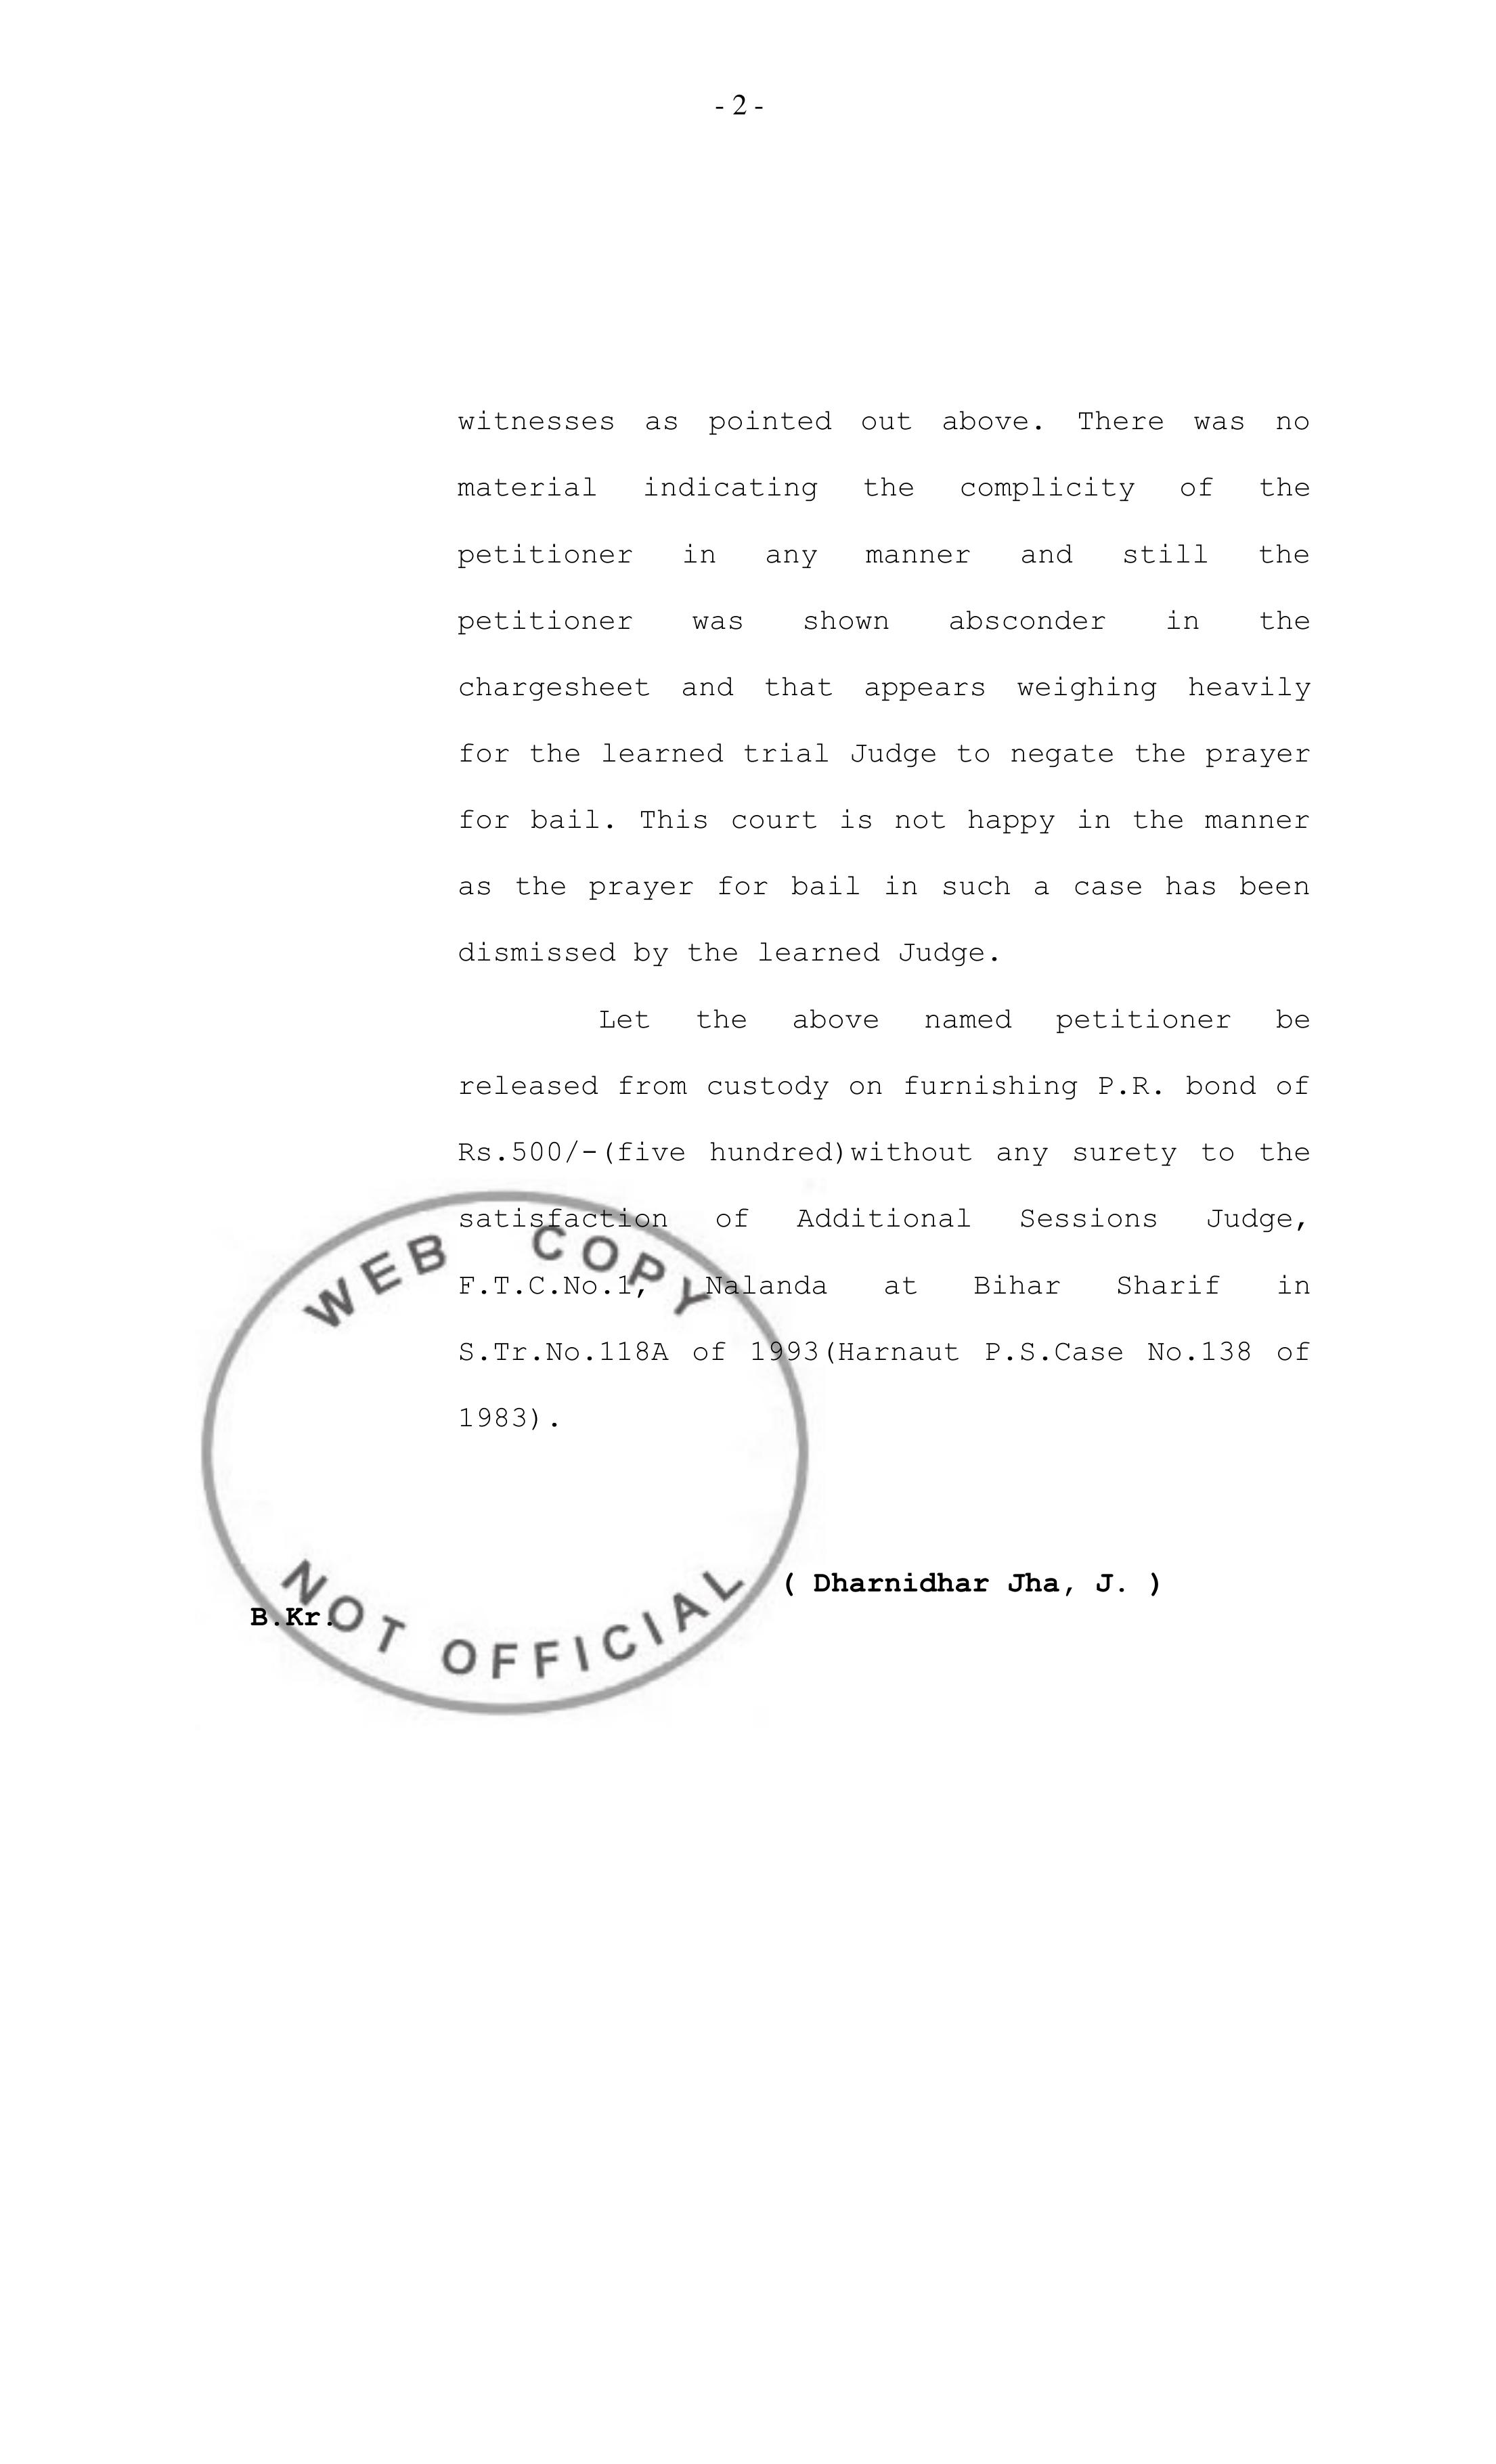 - 2 -
witnesses as pointed out above. There was no
material indicating the complicity of the
petitioner in any manner and still the
petitioner was shown absconder in the
chargesheet and that appears weighing heavily
for the learned trial Judge to negate the prayer
for bail. This court is not happy in the manner
as the prayer for bail in such a case has been
dismissed by the learned Judge.
Let the above named petitioner be
released from custody on furnishing P.R. bond of
Rs.500/-(five hundred)without any surety to the
satisfaction of Additional Sessions Judge,
F.T.C.No.1, Nalanda at Bihar Sharif in
S.Tr.No.118A of 1993(Harnaut P.S.Case No.138 of
1983).
WEB COPY
NOT OFFICIAL
( Dharnidhar Jha, J. )
B.Kr.